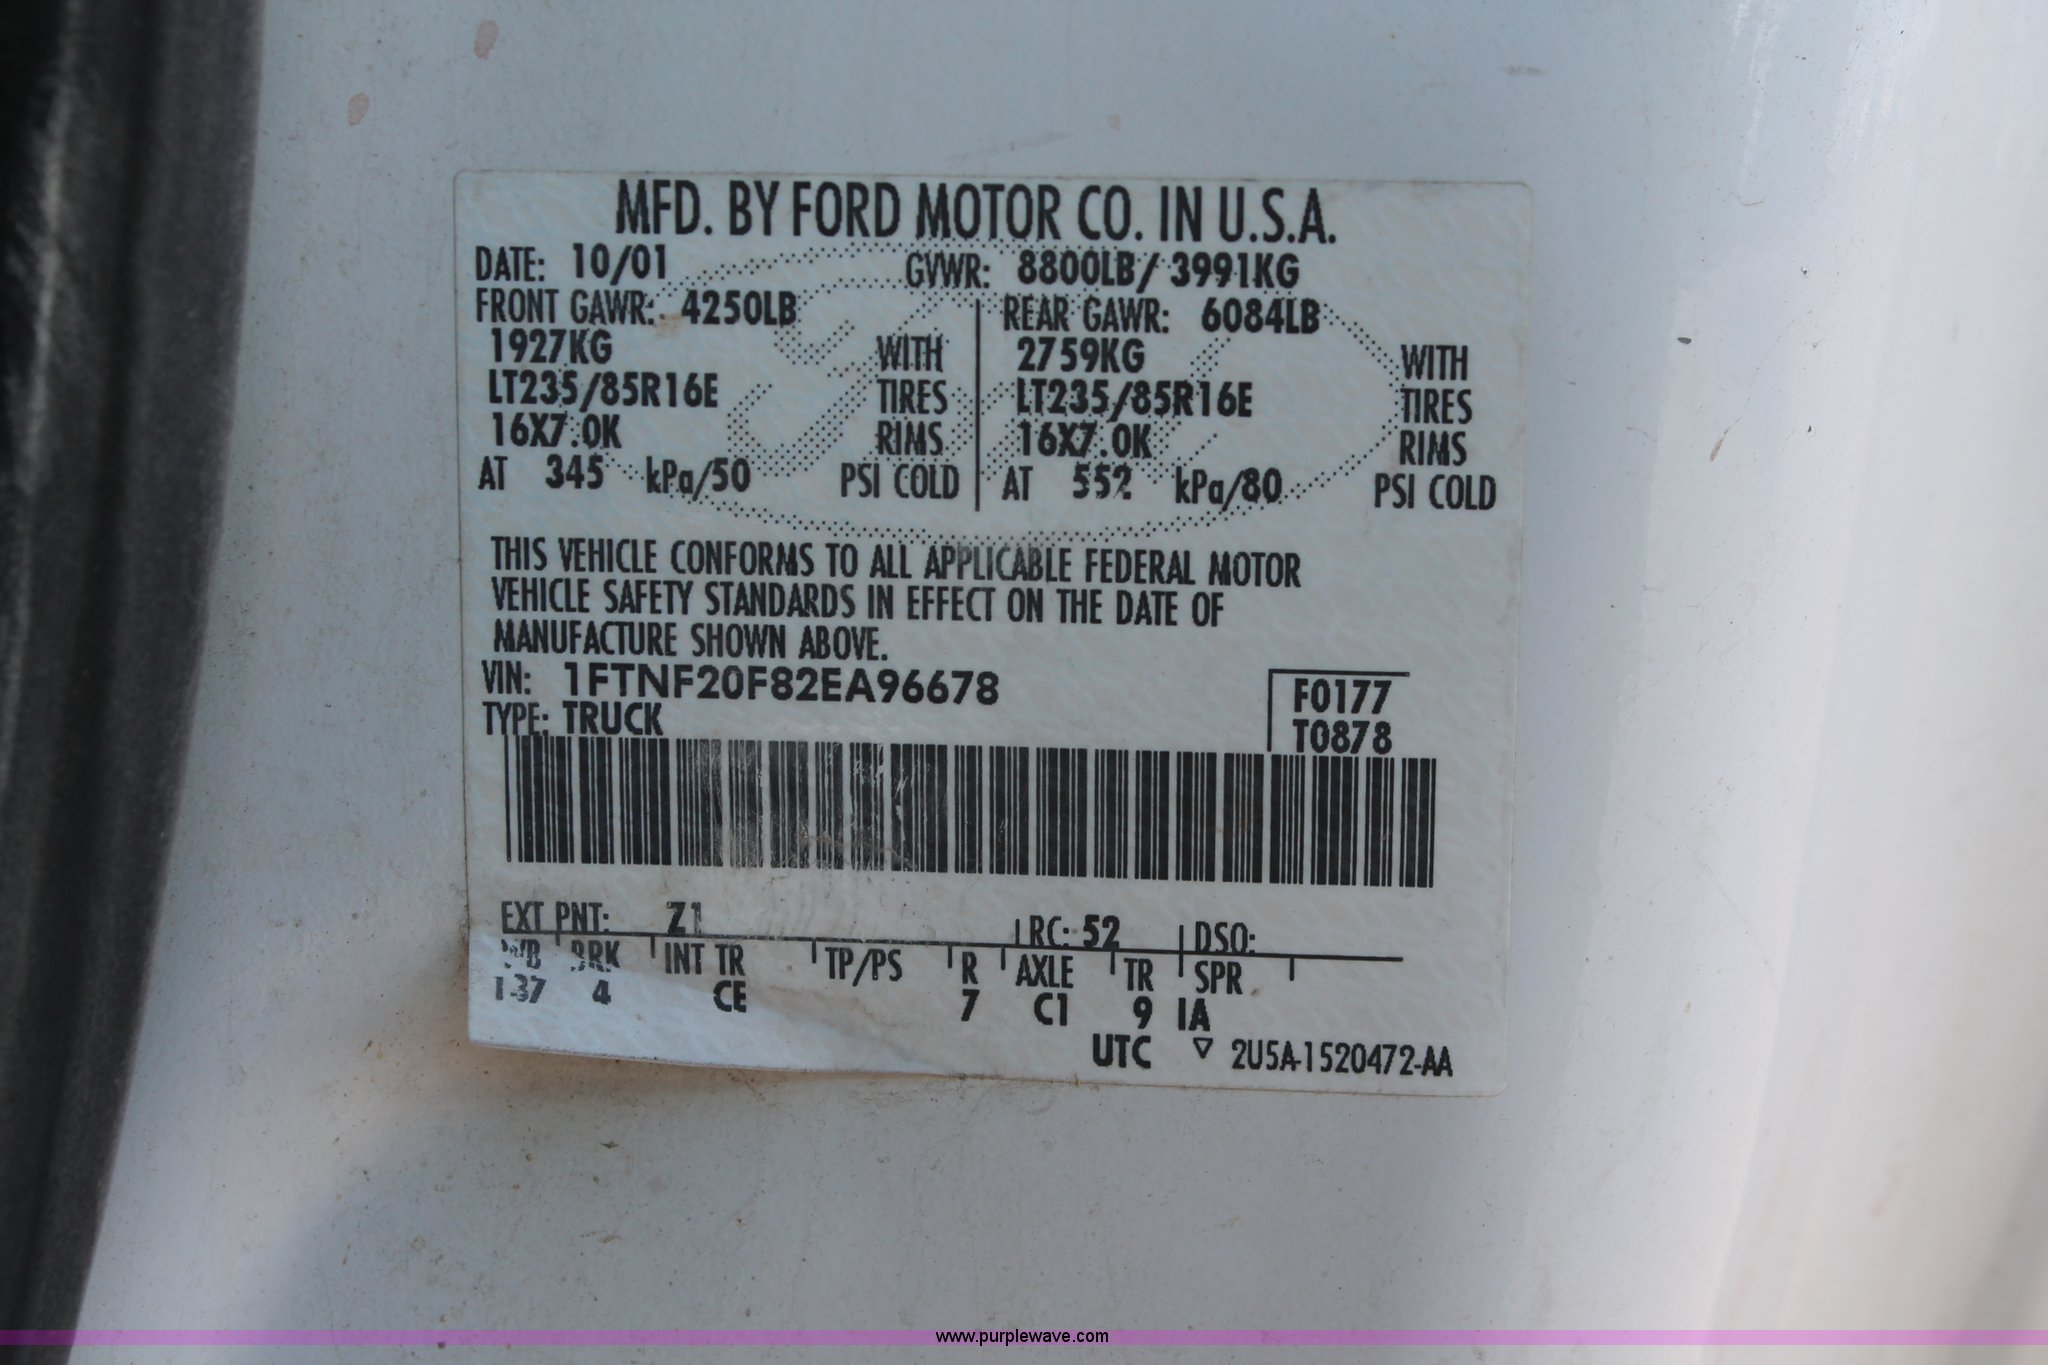 MFD. BY FORD MOTOR CO. IN U.S.A.
DATE: 10/01 GVWR: 8800LB/ 3991KG
FRONT GAWR: 4250LB REAR GAWR: 6084LB
1927KG WITH 2759KG WITH
LT235/85R16E TIRES LT235/85R16E TIRES
16X7.0K RIMS 16X7.0K RIMS
AT 345 kPa/50 PSI COLD AT 552 kPa/80 PSI COLD
THIS VEHICLE CONFORMS TO ALL APPLICABLE FEDERAL MOTOR
VEHICLE SAFETY STANDARDS IN EFFECT ON THE DATE OF
MANUFACTURE SHOWN ABOVE.
VIN: 1FTNF20F82EA96678 F0177
TYPE: TRUCK T0878
EXT PNT: Z1 RC: 52 DSO:
WB BRK INT TR TP/PS R AXLE TR SPR
137 4 CE 7 C1 9 IA
UTC ▽ 2U5A-1520472-AA
www.purplewave.com